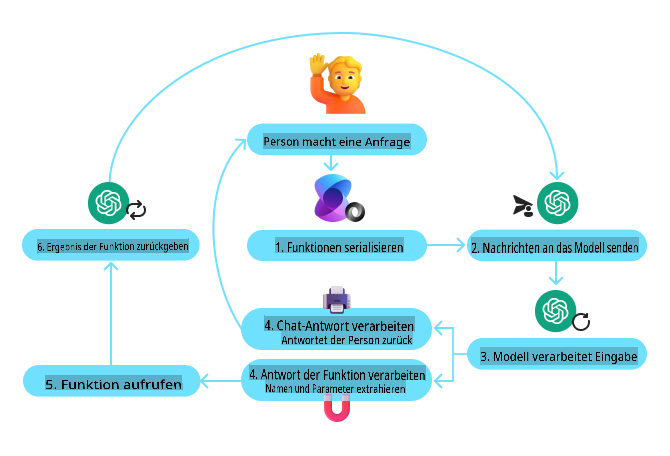 Person macht eine Anfrage
1. Funktionen serialisieren
2. Nachrichten an das Modell senden
3. Modell verarbeitet Eingabe
4. Chat-Antwort verarbeiten
Antwortet der Person zurück
4. Antwort der Funktion verarbeiten
Namen und Parameter extrahieren
5. Funktion aufrufen
6. Ergebnis der Funktion zurückgeben